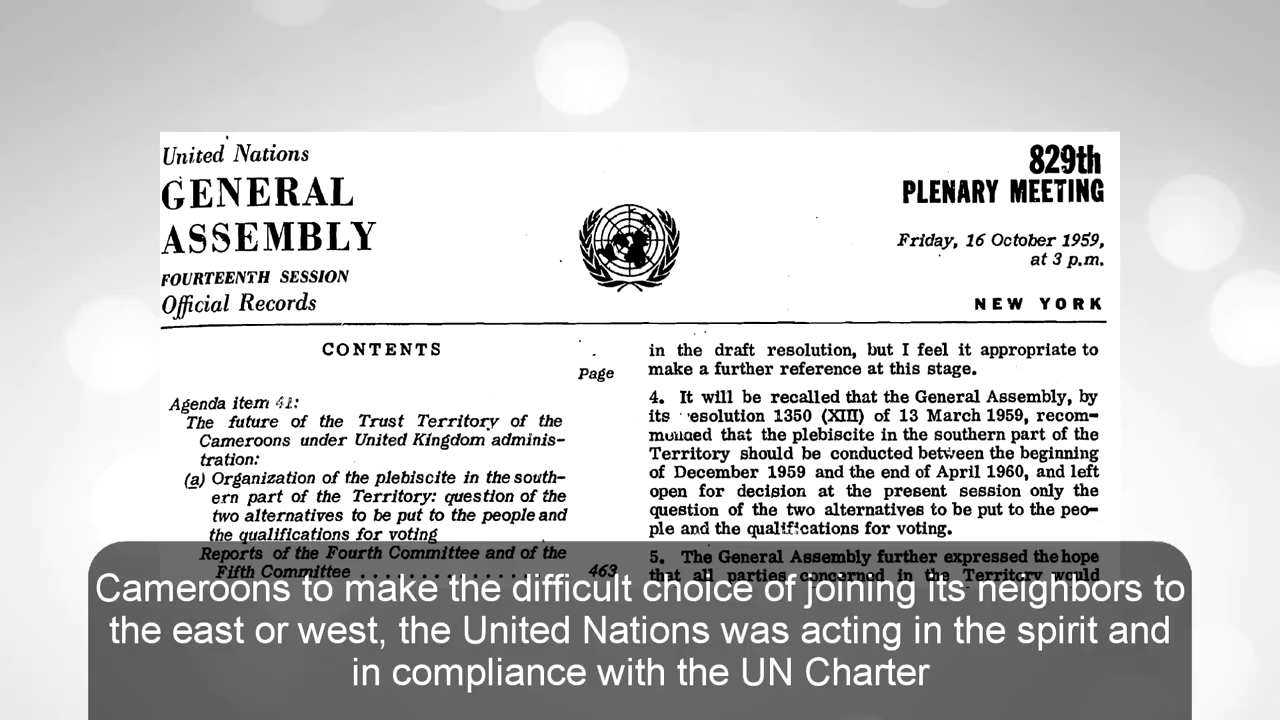 United Nations
GENERAL
ASSEMBLY
FOURTEENTH SESSION
Official Records
829th
PLENARY MEETING
Friday, 16 October 1959,
at 3 p.m.
NEW YORK
CONTENTS
Page
Agenda item 41:
The future of the Trust Territory of the
Cameroons under United Kingdom adminis-
tration:
(a) Organization of the plebiscite in the south-
ern part of the Territory: question of the
two alternatives to be put to the people and
the qualifications for voting
Reports of the Fourth Committee and of the
Fifth Committee . . . . . . . . . . . . . . . . . 463
in the draft resolution, but I feel it appropriate to
make a further reference at this stage.
4. It will be recalled that the General Assembly, by
its resolution 1350 (XIII) of 13 March 1959, recom-
mended that the plebiscite in the southern part of the
Territory should be conducted between the beginning
of December 1959 and the end of April 1960, and left
open for decision at the present session only the
question of the two alternatives to be put to the peo-
ple and the qualifications for voting.
5. The General Assembly further expressed the hope
that all parties concerned in the Territory would
Cameroons to make the difficult choice of joining its neighbors to
the east or west, the United Nations was acting in the spirit and
in compliance with the UN Charter